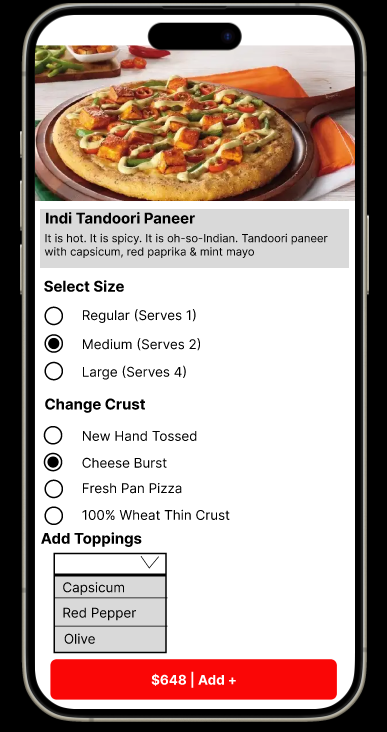 Indi Tandoori Paneer
It is hot. It is spicy. It is oh-so-Indian. Tandoori paneer
with capsicum, red paprika & mint mayo
Select Size
Regular (Serves 1)
Medium (Serves 2)
Large (Serves 4)
Change Crust
New Hand Tossed
Cheese Burst
Fresh Pan Pizza
100% Wheat Thin Crust
Add Toppings
Capsicum
Red Pepper
Olive
$648 | Add +